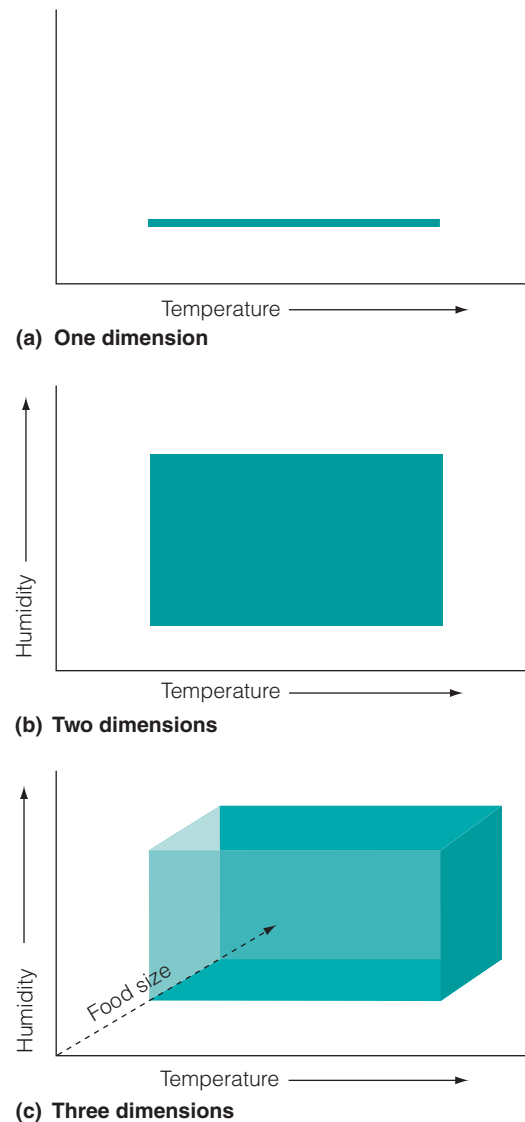 Temperature
(a) One dimension
Humidity
Temperature
(b) Two dimensions
Humidity
Food size
Temperature
(c) Three dimensions